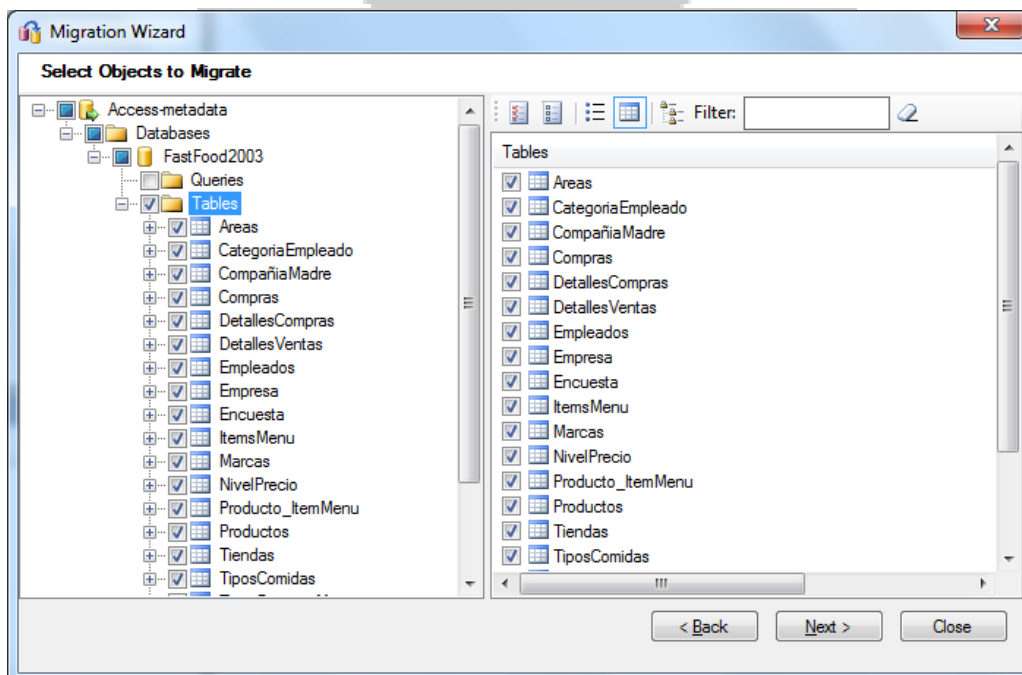 Migration Wizard
Select Objects to Migrate
Access-metadata
Databases
FastFood2003
Queries
Tables
Areas
CategoriaEmpleado
CompañiaMadre
Compras
DetallesCompras
DetallesVentas
Empleados
Empresa
Encuesta
ItemsMenu
Marcas
NivelPrecio
Producto_ItemMenu
Productos
Tiendas
TiposComidas
Filter:
Tables
Areas
CategoriaEmpleado
CompañiaMadre
Compras
DetallesCompras
DetallesVentas
Empleados
Empresa
Encuesta
ItemsMenu
Marcas
NivelPrecio
Producto_ItemMenu
Productos
Tiendas
TiposComidas
< Back Next > Close